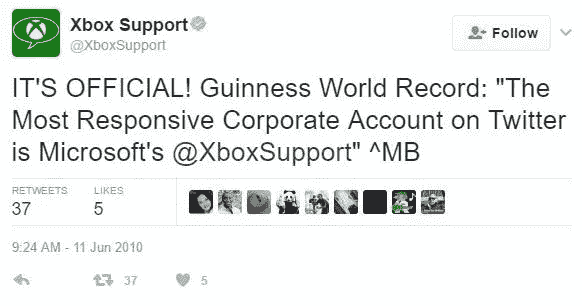 Xbox Support
@XboxSupport
Follow
IT'S OFFICIAL! Guinness World Record: "The
Most Responsive Corporate Account on Twitter
is Microsoft's @XboxSupport" ^MB
RETWEETS LIKES
37 5
9:24 AM - 11 Jun 2010
37 5